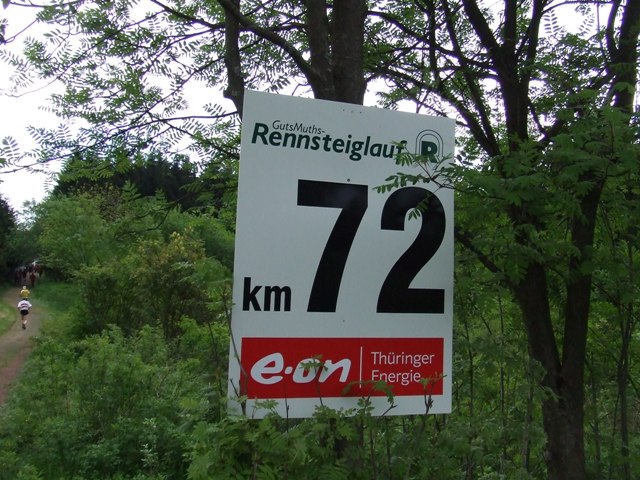 GutsMuths-
Rennsteiglauf R
km 72
e·on Thüringer
Energie